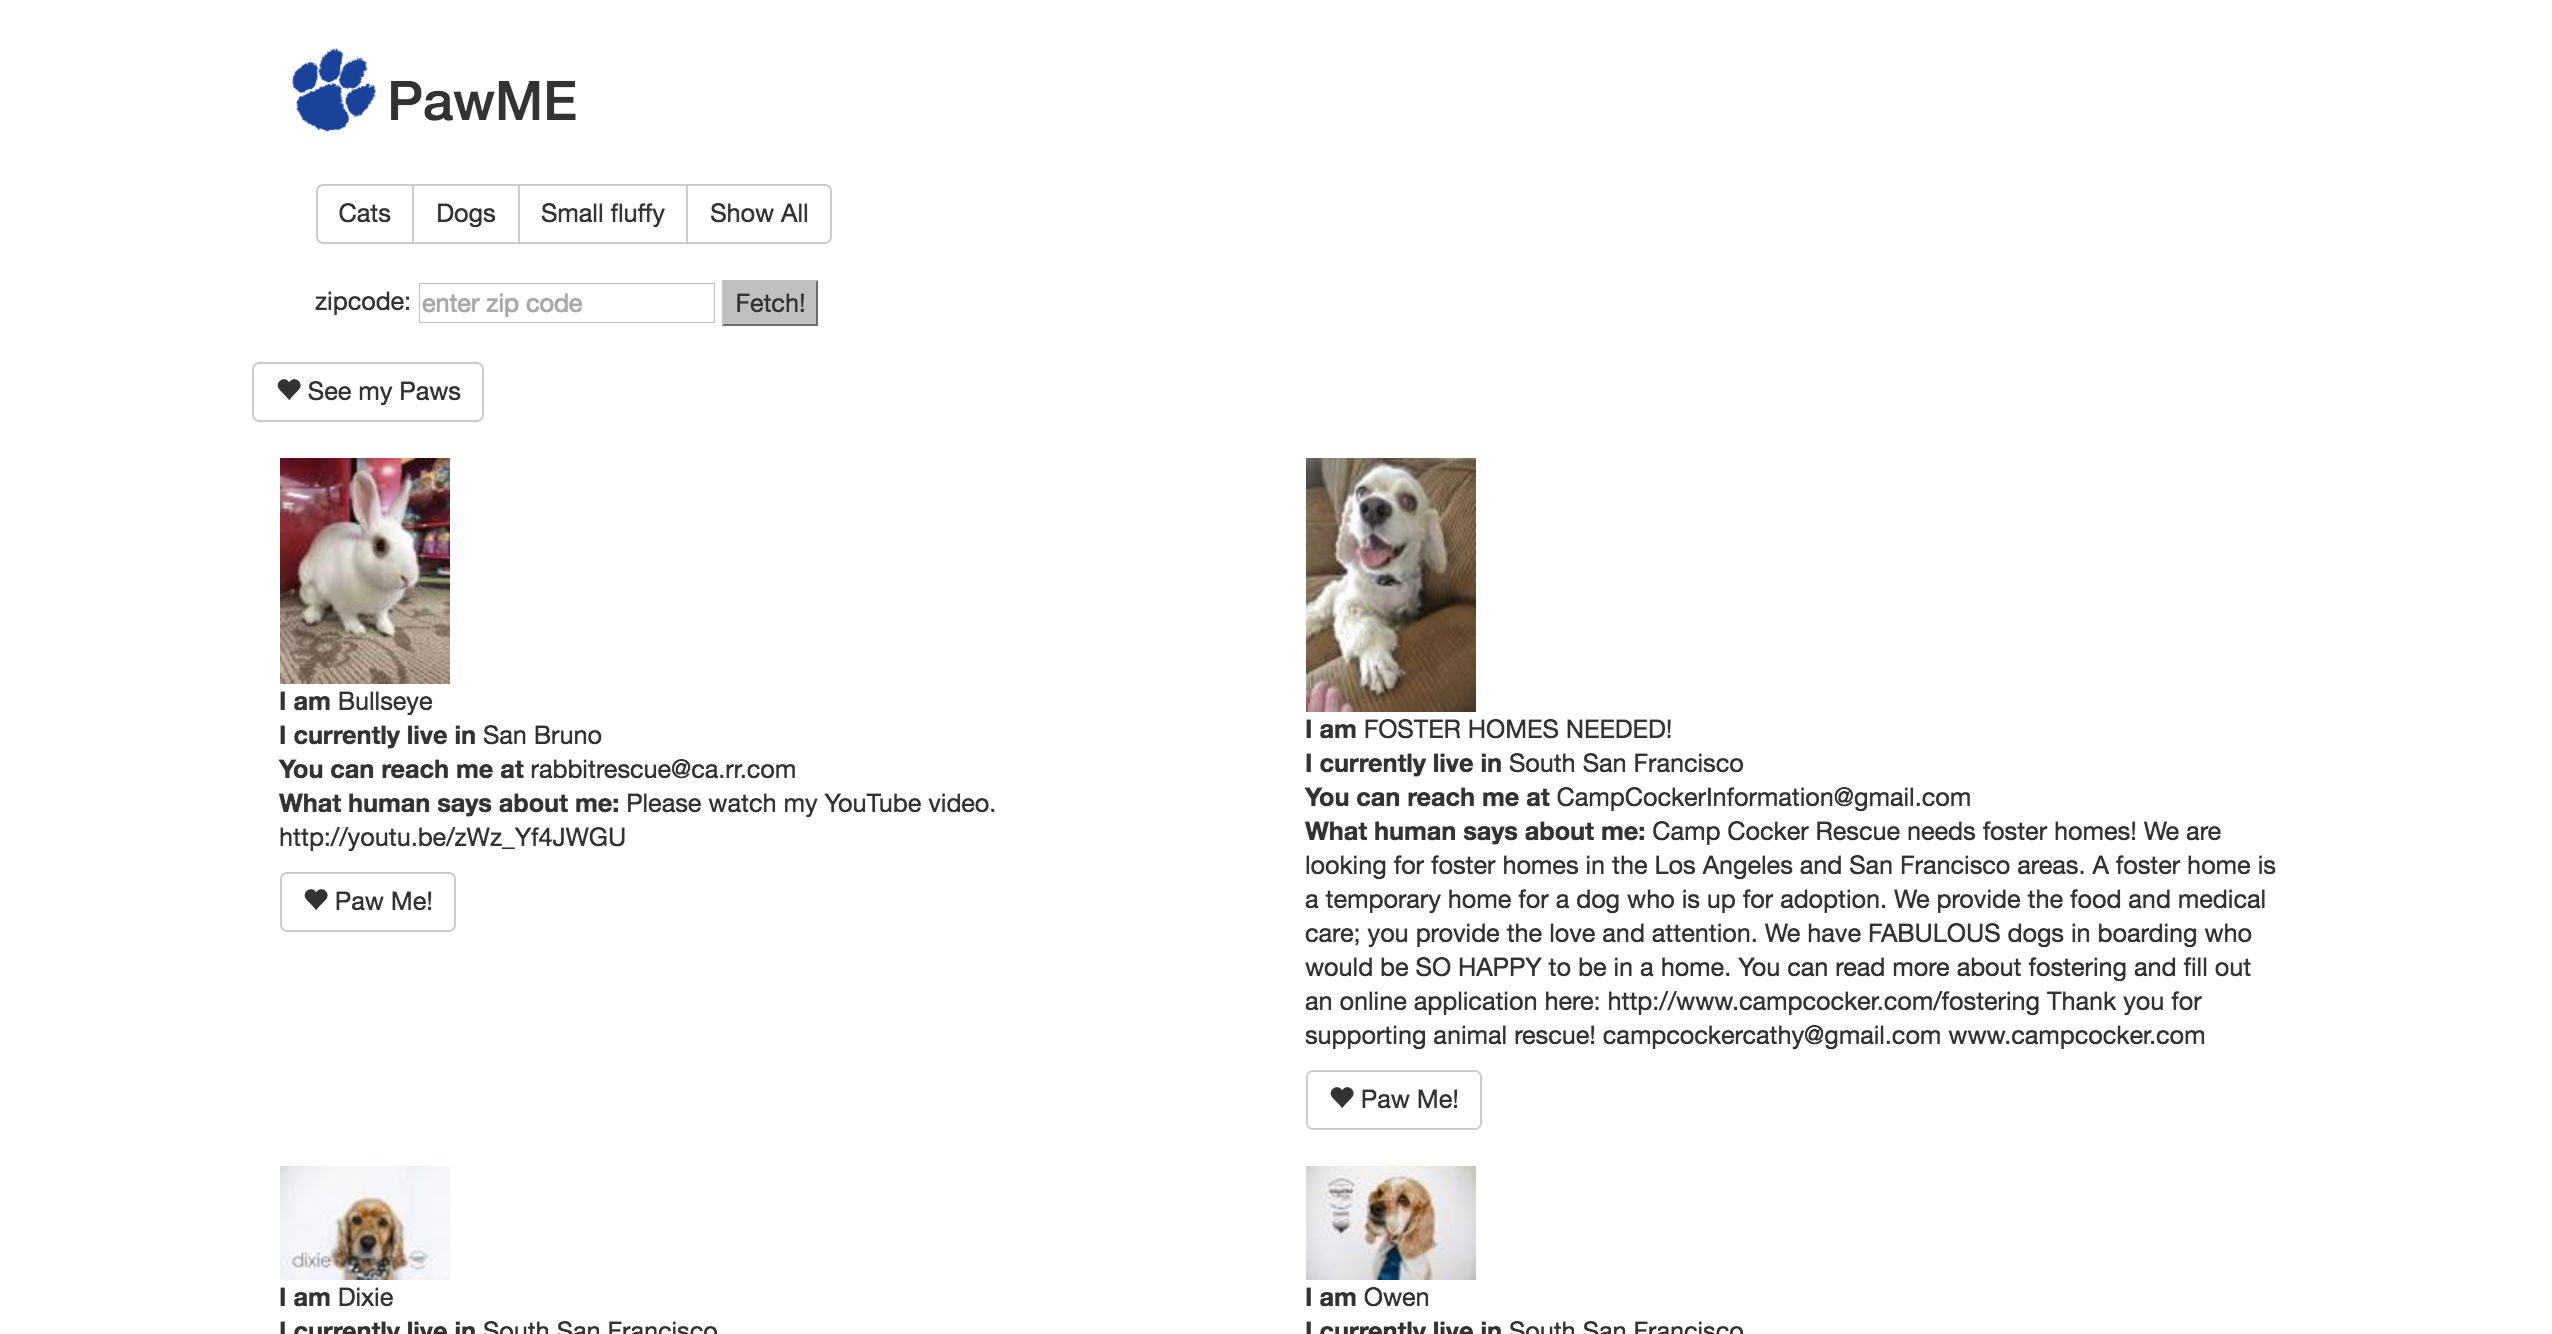 PawME
Cats Dogs Small fluffy Show All
zipcode: enter zip code Fetch!
See my Paws
I am Bullseye
I currently live in San Bruno
You can reach me at rabbitrescue@ca.rr.com
What human says about me: Please watch my YouTube video.
http://youtu.be/zWz_Yf4JWGU
Paw Me!
I am FOSTER HOMES NEEDED!
I currently live in South San Francisco
You can reach me at CampCockerInformation@gmail.com
What human says about me: Camp Cocker Rescue needs foster homes! We are
looking for foster homes in the Los Angeles and San Francisco areas. A foster home is
a temporary home for a dog who is up for adoption. We provide the food and medical
care; you provide the love and attention. We have FABULOUS dogs in boarding who
would be SO HAPPY to be in a home. You can read more about fostering and fill out
an online application here: http://www.campcocker.com/fostering Thank you for
supporting animal rescue! campcockercathy@gmail.com www.campcocker.com
Paw Me!
dixie
I am Dixie
I currently live in South San Francisco
I am Owen
I currently live in South San Francisco